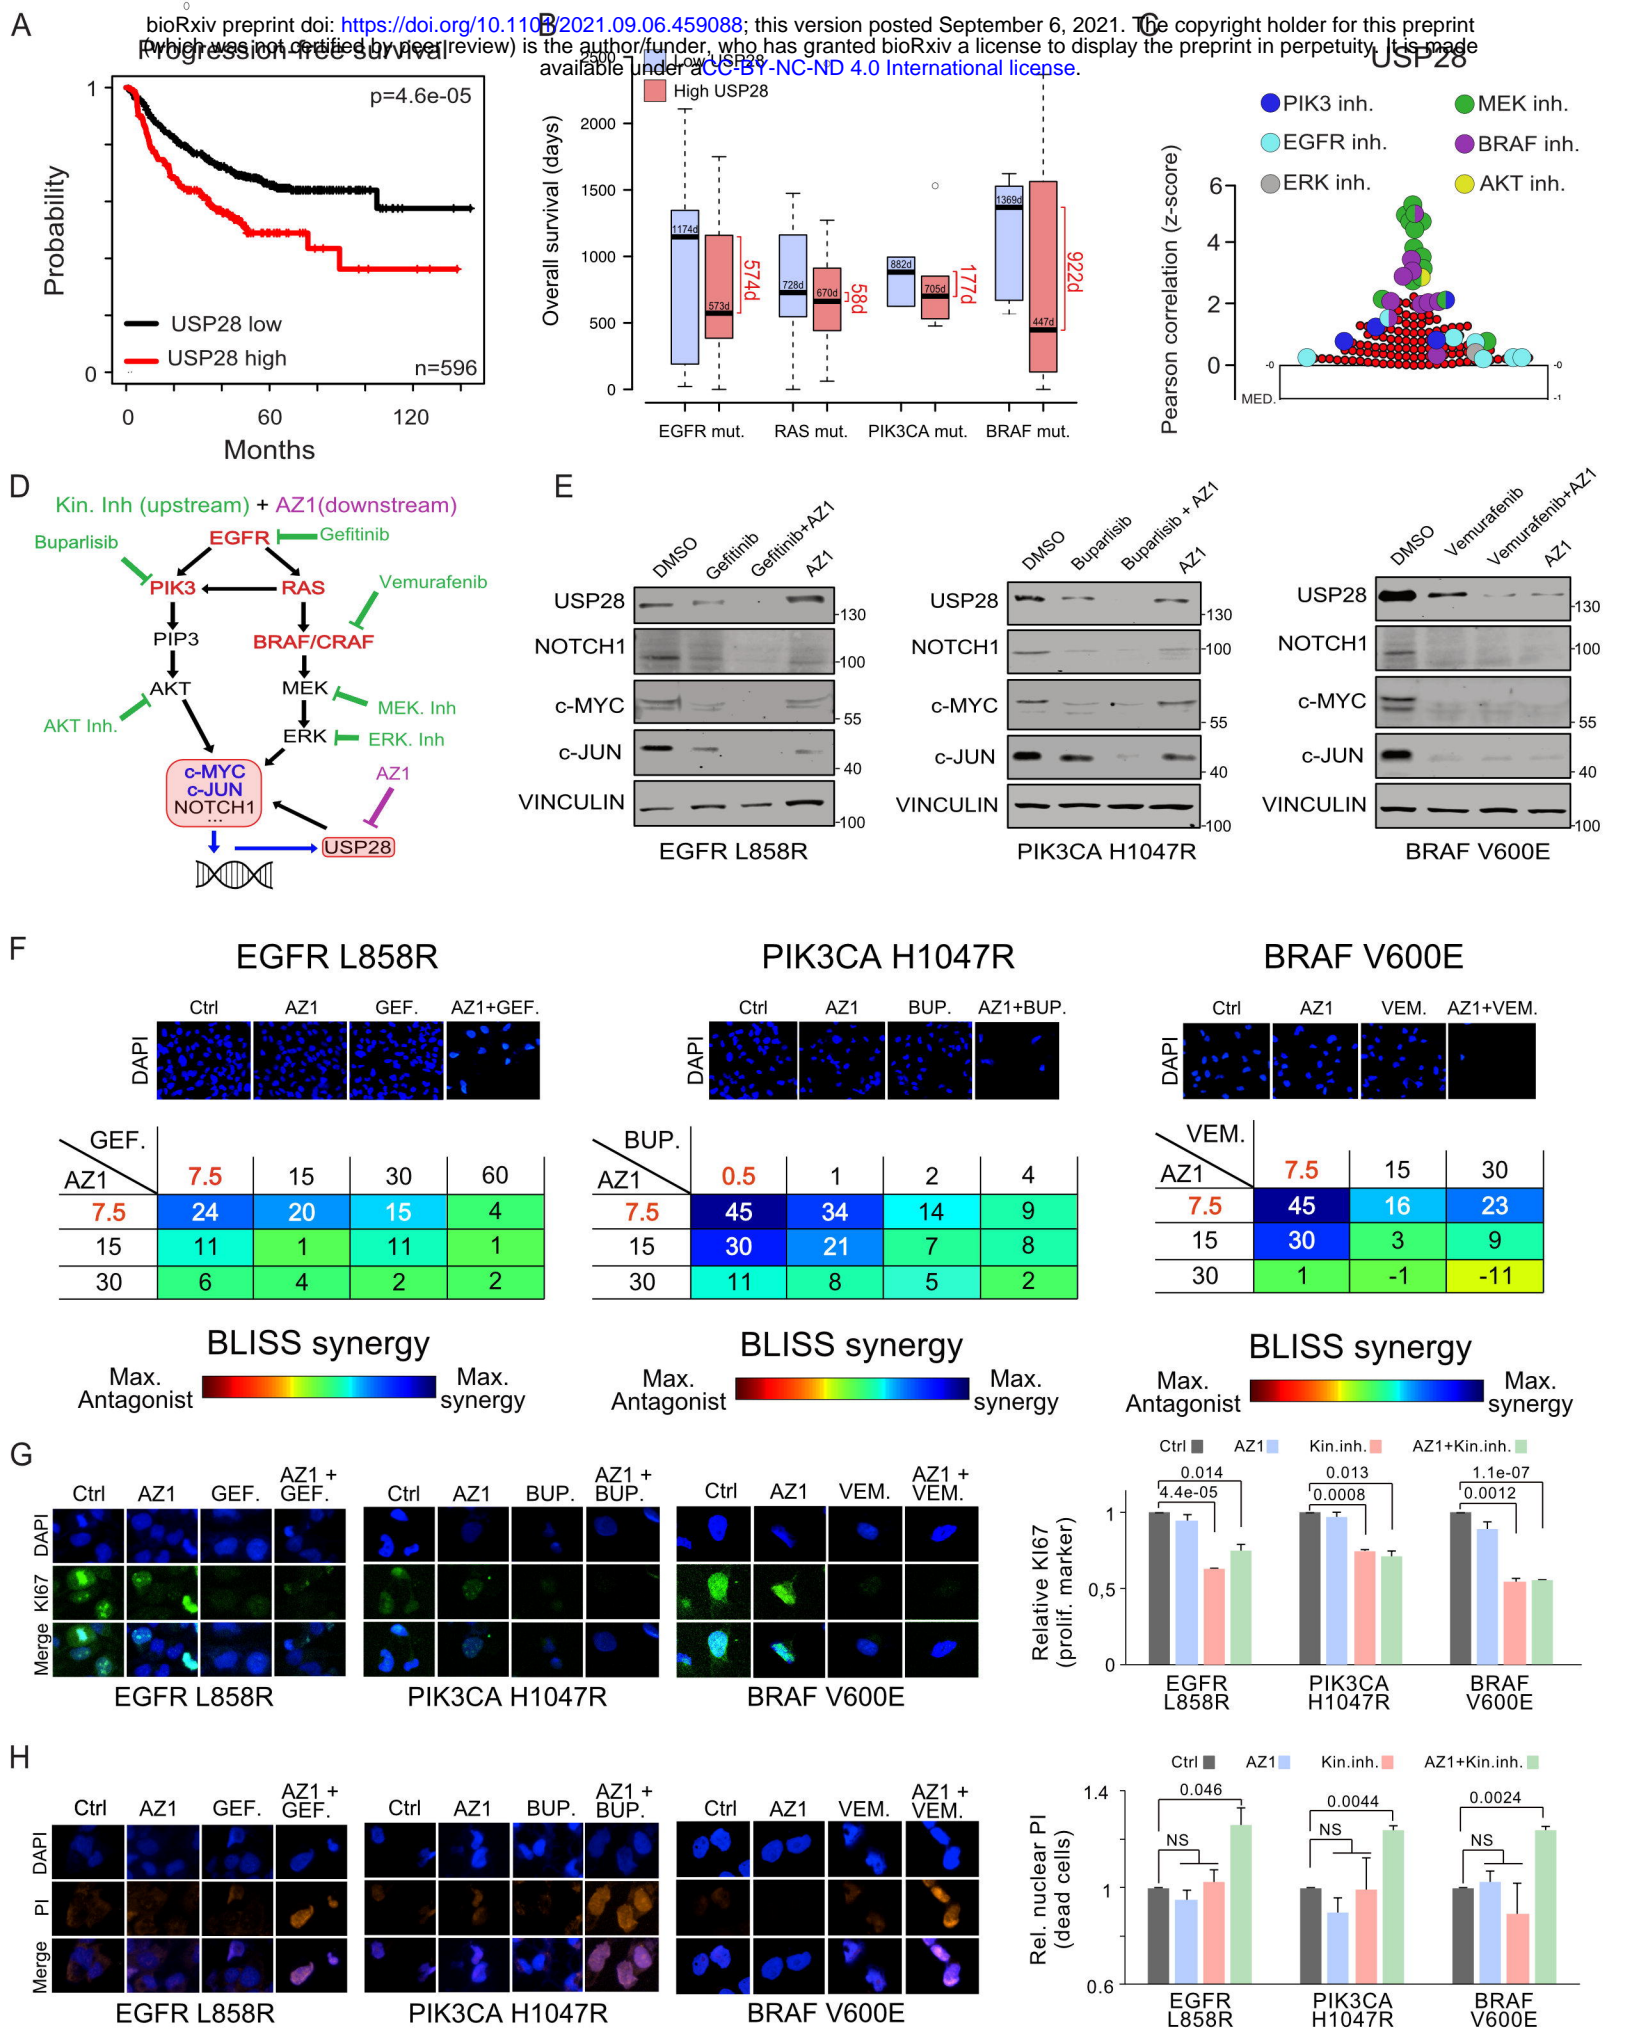 bioRxiv preprint doi: https://doi.org/10.1101/2021.09.06.459088; this version posted September 6, 2021. The copyright holder for this preprint
(which was not certified by peer review) is the author/funder, who has granted bioRxiv a license to display the preprint in perpetuity. It is made
available under aCC-BY-NC-ND 4.0 International license.
A
Progression-free survival
p=4.6e-05
1
0
Probability
USP28 low
USP28 high
n=596
0 60 120
Months
B
Low USP28
High USP28
Overall survival (days)
2500
2000
1500
1000
500
0
1174d
573d
574d
728d
670d
58d
882d
705d
177d
1369d
447d
922d
EGFR mut. RAS mut. PIK3CA mut. BRAF mut.
C
USP28
PIK3 inh. MEK inh.
EGFR inh. BRAF inh.
ERK inh. AKT inh.
Pearson correlation (z-score)
6
4
2
0
-0 -0
MED. -1
D
Kin. Inh (upstream) + AZ1(downstream)
Buparlisib
EGFR
Gefitinib
PIK3
RAS
Vemurafenib
PIP3
BRAF/CRAF
AKT
MEK
AKT Inh.
MEK. Inh
ERK
ERK. Inh
c-MYC
c-JUN
NOTCH1
...
AZ1
USP28
E
DMSO Gefitinib Gefitinib+AZ1 AZ1
USP28
NOTCH1
c-MYC
c-JUN
VINCULIN
130
100
55
40
100
EGFR L858R
DMSO Buparlisib Buparlisib + AZ1 AZ1
USP28
NOTCH1
c-MYC
c-JUN
VINCULIN
130
100
55
40
100
PIK3CA H1047R
DMSO Vemurafenib Vemurafenib+AZ1 AZ1
USP28
NOTCH1
c-MYC
c-JUN
VINCULIN
130
100
55
40
100
BRAF V600E
F
EGFR L858R
Ctrl AZ1 GEF. AZ1+GEF.
DAPI
GEF.
AZ1
7.5 15 30 60
7.5 24 20 15 4
15 11 1 11 1
30 6 4 2 2
BLISS synergy
Max. Antagonist
Max. synergy
PIK3CA H1047R
Ctrl AZ1 BUP. AZ1+BUP.
DAPI
BUP.
AZ1
0.5 1 2 4
7.5 45 34 14 9
15 30 21 7 8
30 11 8 5 2
BLISS synergy
Max. Antagonist
Max. synergy
BRAF V600E
Ctrl AZ1 VEM. AZ1+VEM.
DAPI
VEM.
AZ1
7.5 15 30
7.5 45 16 23
15 30 3 9
30 1 -1 -11
BLISS synergy
Max. Antagonist
Max. synergy
G
Ctrl AZ1 GEF. AZ1 + GEF.
DAPI
KI67
Merge
EGFR L858R
Ctrl AZ1 BUP. AZ1 + BUP.
PIK3CA H1047R
Ctrl AZ1 VEM. AZ1 + VEM.
BRAF V600E
Ctrl AZ1 Kin.inh. AZ1+Kin.inh.
Relative KI67
(prolif. marker)
1
0,5
0
0.014
4.4e-05
0.013
0.0008
1.1e-07
0.0012
EGFR L858R
PIK3CA H1047R
BRAF V600E
H
Ctrl AZ1 GEF. AZ1 + GEF.
DAPI
PI
Merge
EGFR L858R
Ctrl AZ1 BUP. AZ1 + BUP.
PIK3CA H1047R
Ctrl AZ1 VEM. AZ1 + VEM.
BRAF V600E
Ctrl AZ1 Kin.inh. AZ1+Kin.inh.
Rel. nuclear PI
(dead cells)
1.4
1
0.6
0.046
NS
0.0044
NS
0.0024
NS
EGFR L858R
PIK3CA H1047R
BRAF V600E